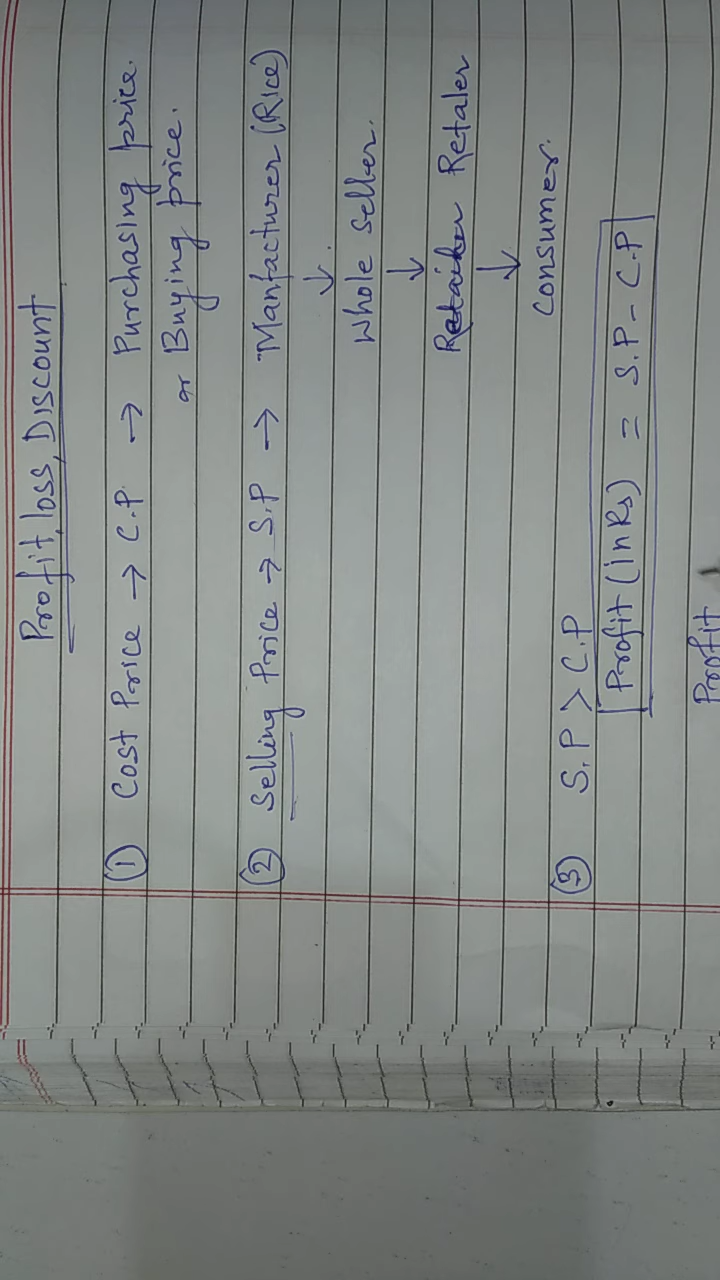 Profit, loss, Discount
① Cost Price → C.P → Purchasing price.
or Buying price.
② Selling Price → S.P → Manfacturer (Rice)
↓
Whole Seller.
↓
Retaler
↓
Consumer.
③ S.P > C.P
Profit (in Rs) = S.P - C.P
Profit